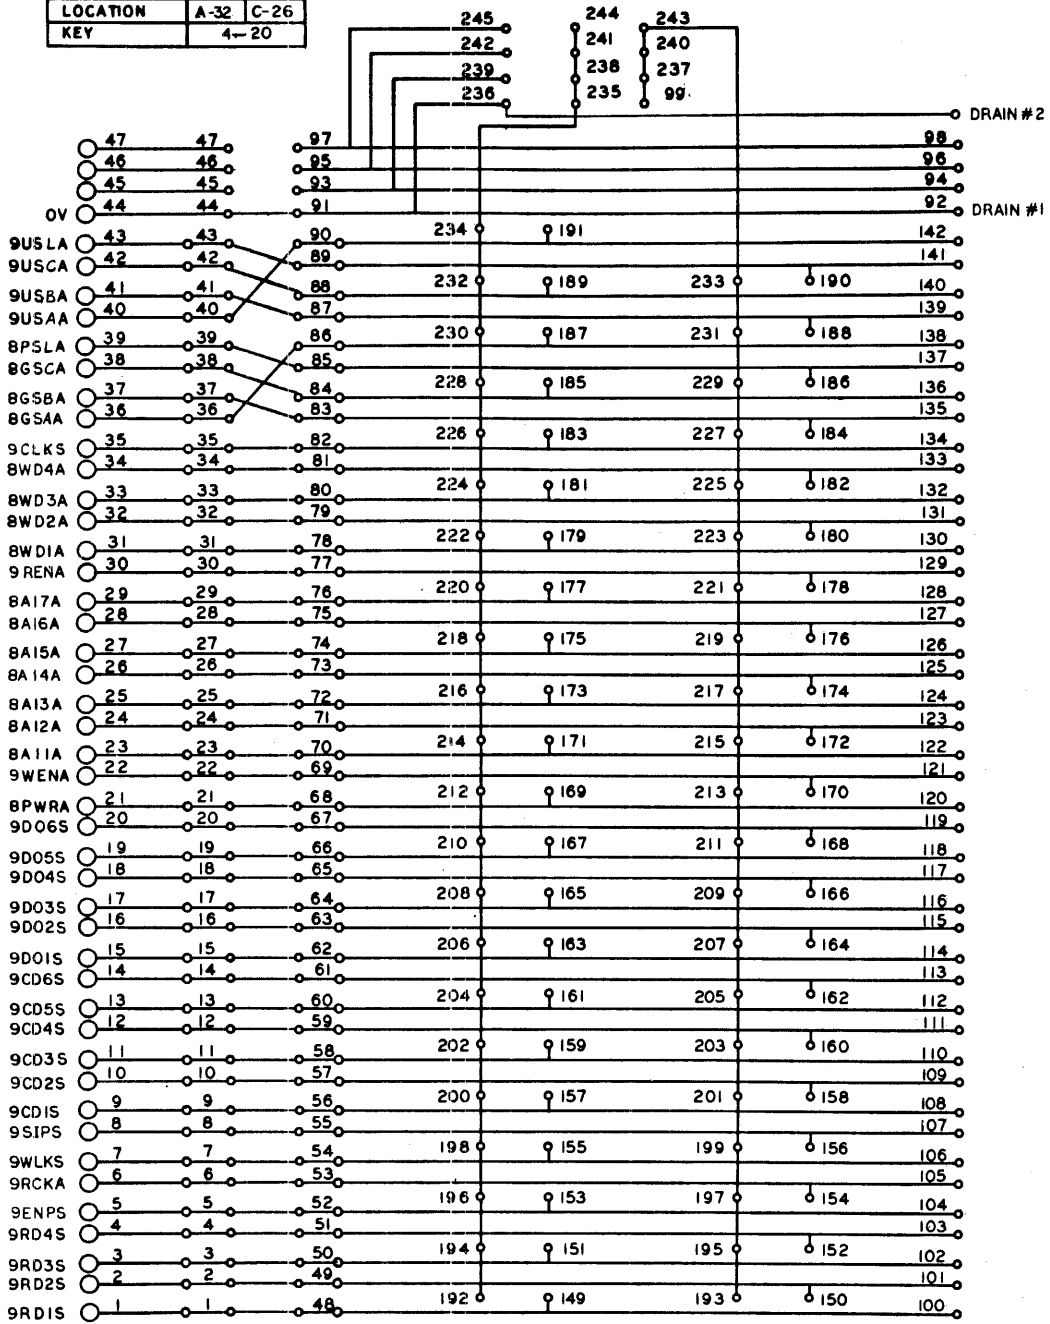 LOCATION A-32 C-26
KEY 4-20
245 244 243
242 241 240
239 238 237
236 235 99
DRAIN #2
47 47 97 98
46 46 95 96
45 45 93 94
0V 44 44 91 92 DRAIN #1
234 191
9USLA 43 43 90 142
9USCA 42 42 89 141
232 189 233 190
9USBA 41 41 88 140
9USAA 40 40 87 139
230 187 231 188
8PSLA 39 39 86 138
8GSCA 38 38 85 137
228 185 229 186
8GSBA 37 37 84 136
8GSAA 36 36 83 135
226 183 227 184
9CLKS 35 35 82 134
8WD4A 34 34 81 133
224 181 225 182
8WD3A 33 33 80 132
8WD2A 32 32 79 131
222 179 223 180
8WD1A 31 31 78 130
9RENA 30 30 77 129
220 177 221 178
8A17A 29 29 76 128
8A16A 28 28 75 127
218 175 219 176
8A15A 27 27 74 126
8A14A 26 26 73 125
216 173 217 174
8A13A 25 25 72 124
8A12A 24 24 71 123
214 171 215 172
8A11A 23 23 70 122
9WENA 22 22 69 121
212 169 213 170
8PWRA 21 21 68 120
9D06S 20 20 67 119
210 167 211 168
9D05S 19 19 66 118
9D04S 18 18 65 117
208 165 209 166
9D03S 17 17 64 116
9D02S 16 16 63 115
206 163 207 164
9D01S 15 15 62 114
9CD6S 14 14 61 113
204 161 205 162
9CD5S 13 13 60 112
9CD4S 12 12 59 111
202 159 203 160
9CD3S 11 11 58 110
9CD2S 10 10 57 109
200 157 201 158
9CD1S 9 9 56 108
9SIPS 8 8 55 107
198 155 199 156
9WLKS 7 7 54 106
9RCKA 6 6 53 105
196 153 197 154
9ENPS 5 5 52 104
9RD4S 4 4 51 103
194 151 195 152
9RD3S 3 3 50 102
9RD2S 2 2 49 101
192 149 193 150
9RD1S 1 1 48 100